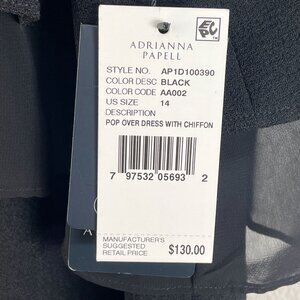 ADRIANNA
PAPELL
STYLE NO. AP1D100390
COLOR DESC BLACK
COLOR CODE AA002
US SIZE 14
DESCRIPTION
POP OVER DRESS WITH CHIFFON
7 97532 05693 2
MANUFACTURER'S
SUGGESTED
RETAIL PRICE $130.00